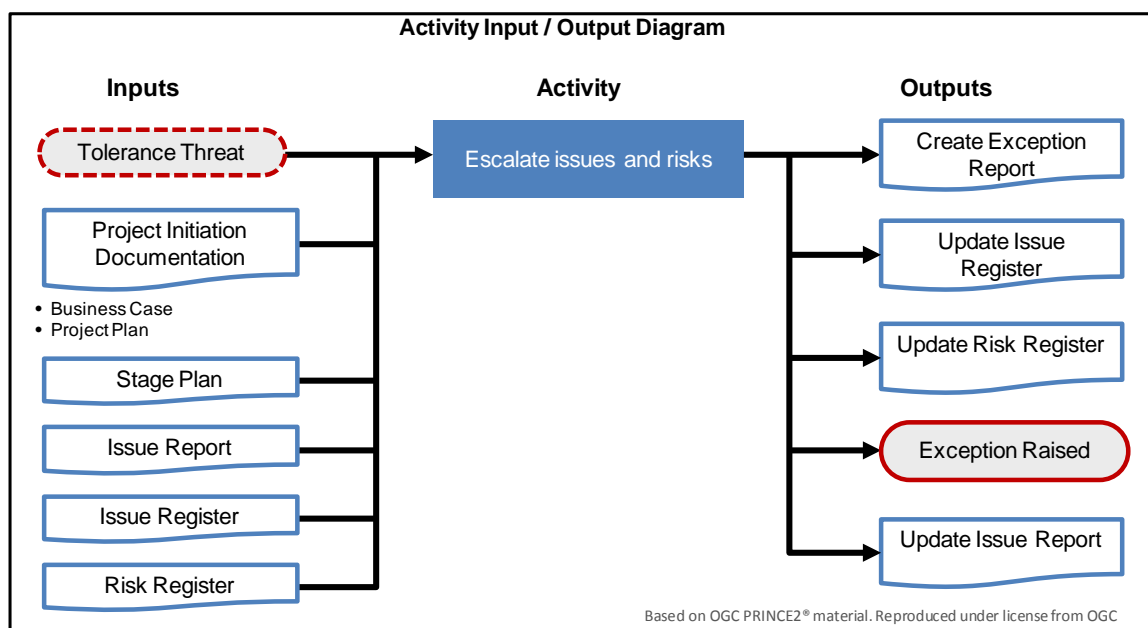 Activity Input / Output Diagram
Inputs
Activity
Outputs
Tolerance Threat
Project Initiation
Documentation
• Business Case
• Project Plan
Stage Plan
Issue Report
Issue Register
Risk Register
Escalate issues and risks
Create Exception
Report
Update Issue
Register
Update Risk Register
Exception Raised
Update Issue Report
Based on OGC PRINCE2® material. Reproduced under license from OGC